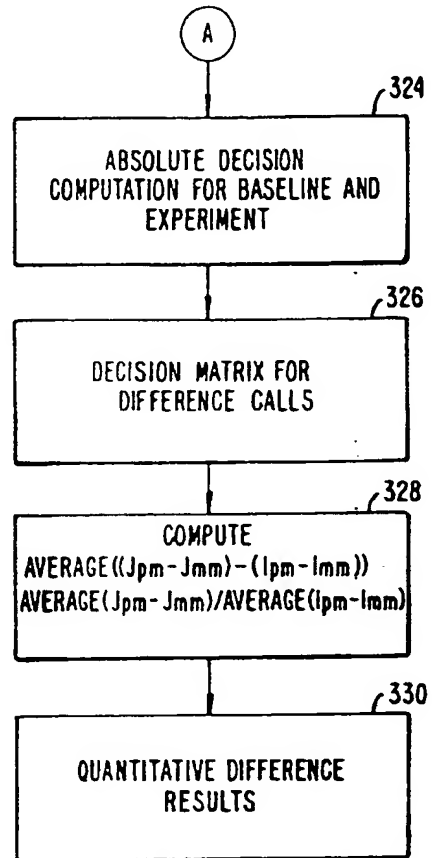 A
324
ABSOLUTE DECISION
COMPUTATION FOR BASELINE AND
EXPERIMENT
326
DECISION MATRIX FOR
DIFFERENCE CALLS
328
COMPUTE
AVERAGE((Jpm-Jmm)-(Ipm-Imm))
AVERAGE(Jpm-Jmm)/AVERAGE(Ipm-Imm)
330
QUANTITATIVE DIFFERENCE
RESULTS